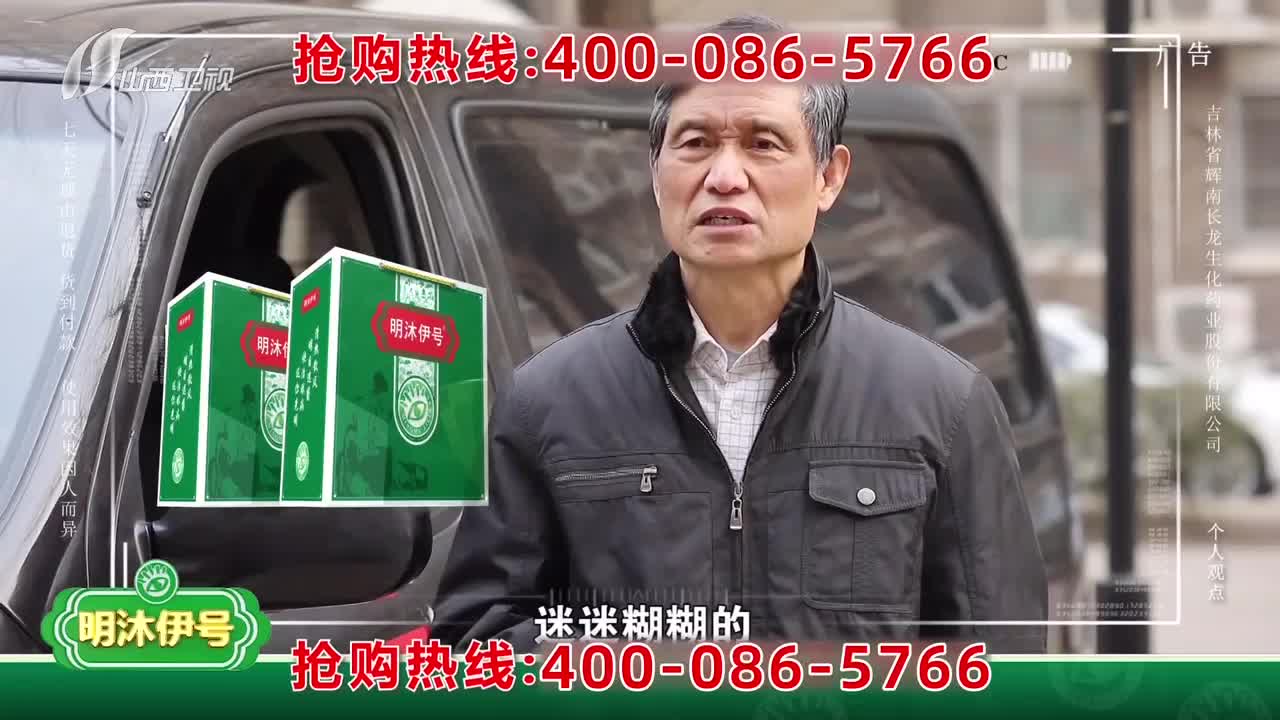 抢购热线:400-086-5766
山西卫视
C
广告
七天无理由退货 货到付款 使用效果因人而异
吉林省辉南长龙生化药业股份有限公司 个人观点
明沐伊号
明沐伊号
明沐伊号
明沐伊号
迷迷糊糊的
抢购热线:400-086-5766